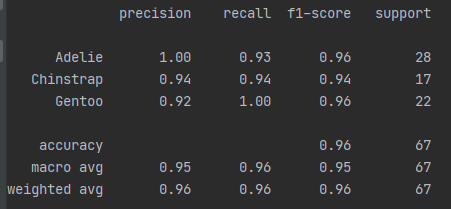 precision recall f1-score support
Adelie 1.00 0.93 0.96 28
Chinstrap 0.94 0.94 0.94 17
Gentoo 0.92 1.00 0.96 22
accuracy 0.96 67
macro avg 0.95 0.96 0.95 67
weighted avg 0.96 0.96 0.96 67